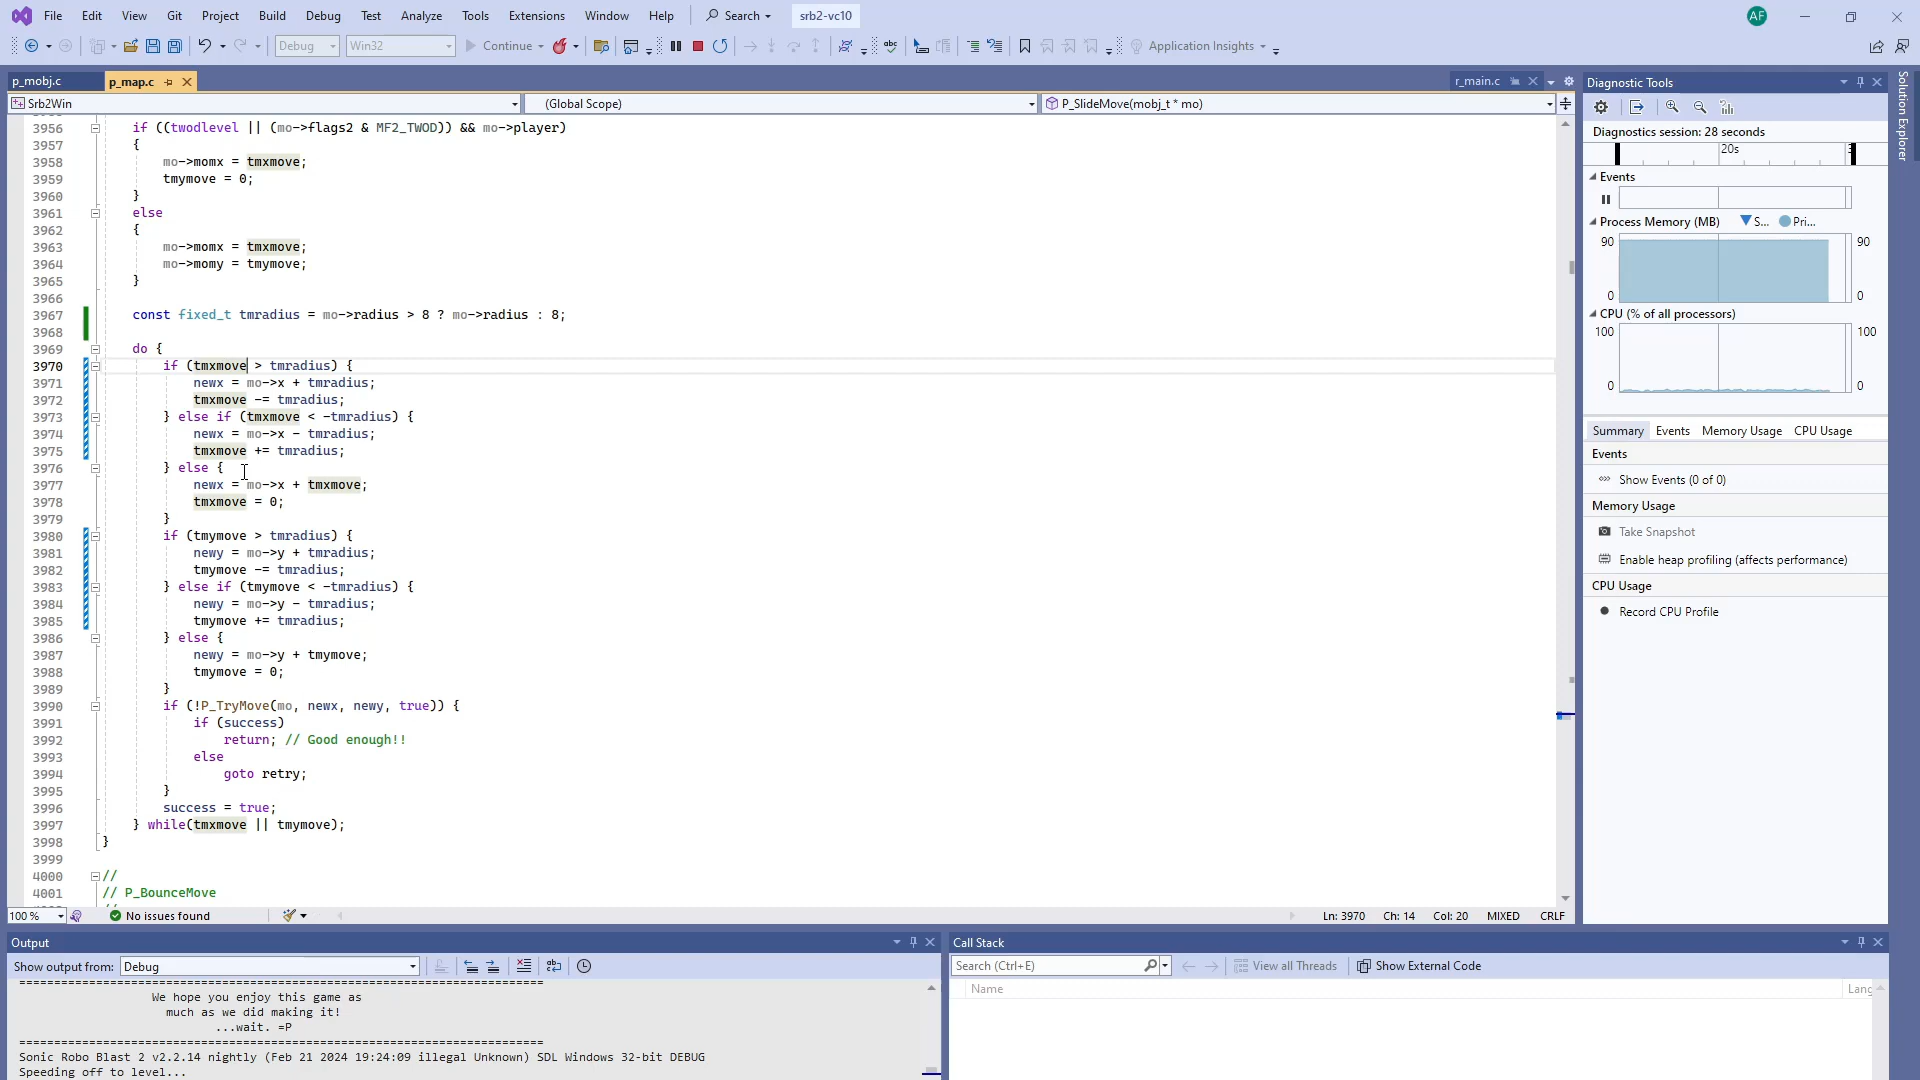 File Edit View Git Project Build Debug Test Analyze Tools Extensions Window Help Search srb2-vc10 AF
Debug Win32 Continue Application Insights
p_mobj.c p_map.c r_main.c
Srb2Win (Global Scope) P_SlideMove(mobj_t * mo)
3956 if ((twodlevel || (mo->flags2 & MF2_TWOD)) && mo->player)
3957 {
3958 mo->momx = tmxmove;
3959 tmymove = 0;
3960 }
3961 else
3962 {
3963 mo->momx = tmxmove;
3964 mo->momy = tmymove;
3965 }
3966
3967 const fixed_t tmradius = mo->radius > 8 ? mo->radius : 8;
3968
3969 do {
3970 if (tmxmove > tmradius) {
3971 newx = mo->x + tmradius;
3972 tmxmove -= tmradius;
3973 } else if (tmxmove < -tmradius) {
3974 newx = mo->x - tmradius;
3975 tmxmove += tmradius;
3976 } else {
3977 newx = mo->x + tmxmove;
3978 tmxmove = 0;
3979 }
3980 if (tmymove > tmradius) {
3981 newy = mo->y + tmradius;
3982 tmymove -= tmradius;
3983 } else if (tmymove < -tmradius) {
3984 newy = mo->y - tmradius;
3985 tmymove += tmradius;
3986 } else {
3987 newy = mo->y + tmymove;
3988 tmymove = 0;
3989 }
3990 if (!P_TryMove(mo, newx, newy, true)) {
3991 if (success)
3992 return; // Good enough!!
3993 else
3994 goto retry;
3995 }
3996 success = true;
3997 } while(tmxmove || tmymove);
3998 }
3999
4000 //
4001 // P_BounceMove
100 % No issues found Ln: 3970 Ch: 14 Col: 20 MIXED CRLF
Diagnostic Tools
Diagnostics session: 28 seconds
20s
Events
Process Memory (MB) S... Pri...
90 90
0 0
CPU (% of all processors)
100 100
0 0
Summary Events Memory Usage CPU Usage
Events
Show Events (0 of 0)
Memory Usage
Take Snapshot
Enable heap profiling (affects performance)
CPU Usage
Record CPU Profile
Solution Explorer
Output
Show output from: Debug
===========================================================================
We hope you enjoy this game as
much as we did making it!
...wait. =P
===========================================================================
Sonic Robo Blast 2 v2.2.14 nightly (Feb 21 2024 19:24:09 illegal Unknown) SDL Windows 32-bit DEBUG
Speeding off to level...
Call Stack
Search (Ctrl+E) View all Threads Show External Code
Name Lang